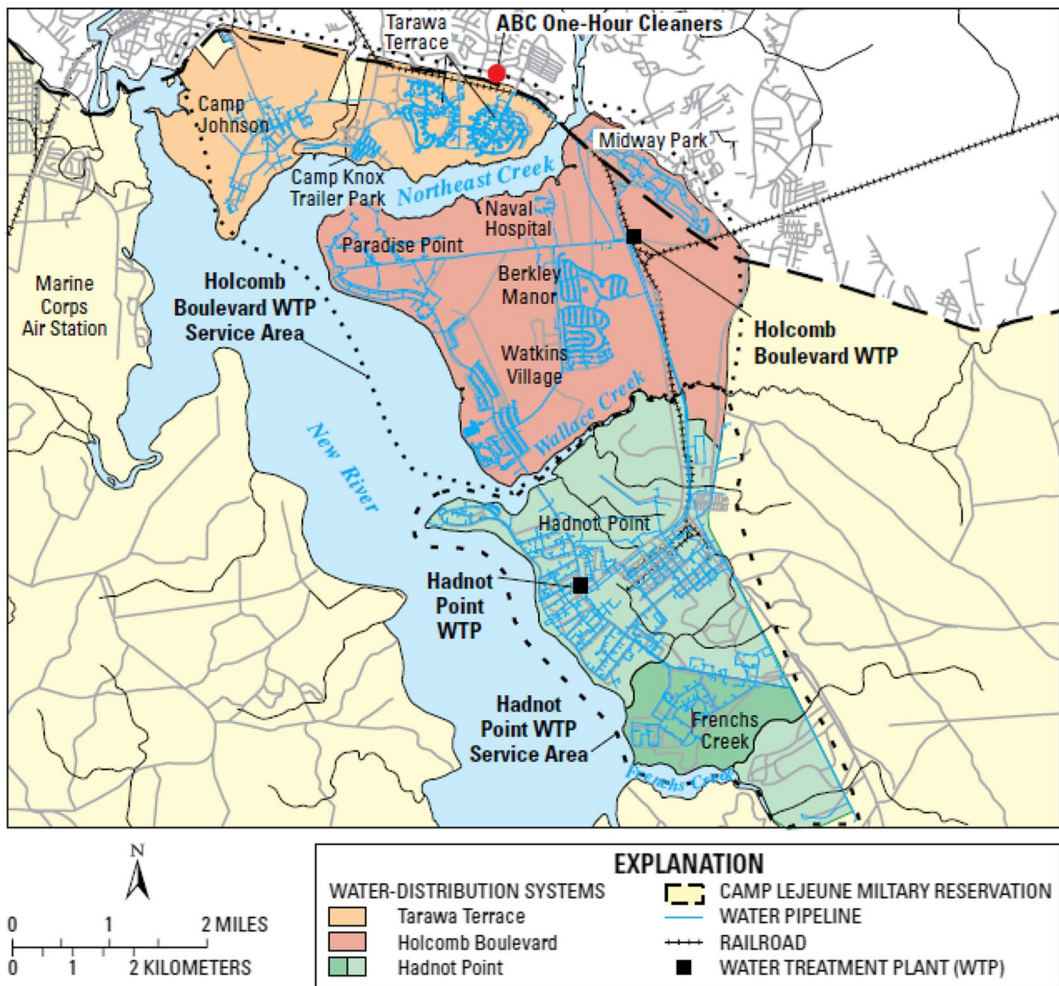 Tarawa
Terrace
ABC One-Hour Cleaners
Camp
Johnson
Midway Park
Camp Knox
Trailer Park
Northeast Creek
Naval
Hospital
Paradise Point
Marine
Corps
Air Station
Holcomb
Boulevard WTP
Service Area
Berkley
Manor
Holcomb
Boulevard WTP
Watkins
Village
Wallace Creek
New River
Hadnot Point
Hadnot
Point
WTP
Hadnot
Point WTP
Service Area
Frenchs
Creek
Frenchs Creek
N
0 1 2 MILES
0 1 2 KILOMETERS
EXPLANATION
WATER-DISTRIBUTION SYSTEMS
Tarawa Terrace
Holcomb Boulevard
Hadnot Point
CAMP LEJEUNE MILTARY RESERVATION
WATER PIPELINE
RAILROAD
WATER TREATMENT PLANT (WTP)